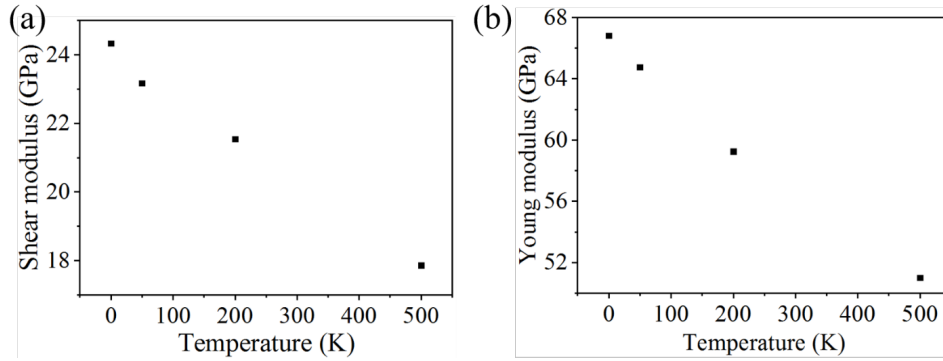 (a)
Shear modulus (GPa)
24
22
20
18
0 100 200 300 400 500
Temperature (K)
(b)
Young modulus (GPa)
68
64
60
56
52
0 100 200 300 400 500
Temperature (K)